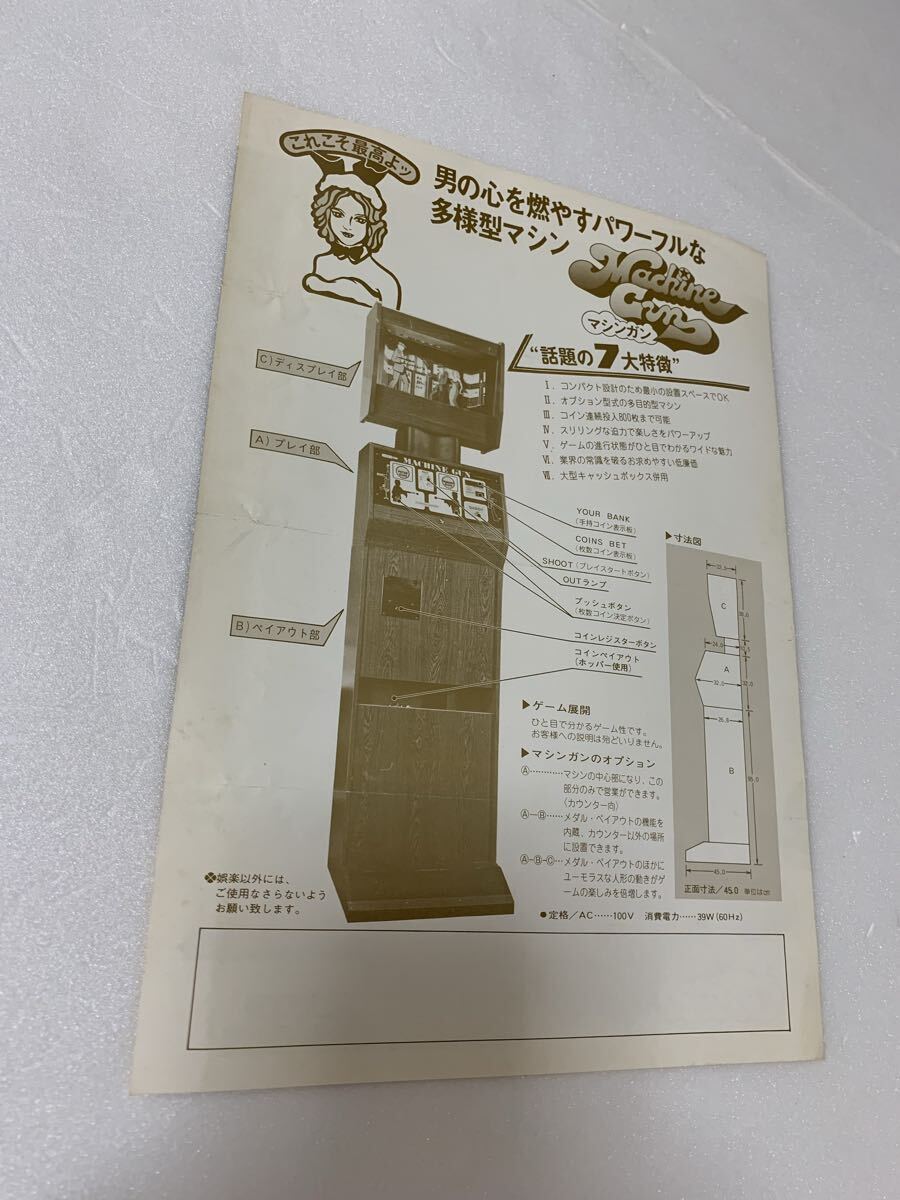 これこそ最高よッ
男の心を燃やすパワーフルな
多様型マシン
Machine
Gun
マシンガン
"話題の7大特徴"
Ⅰ. コンパクト設計のため最小の設置スペースでOK
Ⅱ. オプション型式の多目的型マシン
Ⅲ. コイン連続投入800枚まで可能
Ⅳ. スリリングな迫力で楽しさをパワーアップ
Ⅴ. ゲームの進行状態がひと目でわかるワイドな魅力
Ⅵ. 業界の常識を破るお求めやすい低廉価
Ⅶ. 大型キャッシュボックス併用
C)ディスプレイ部
A)プレイ部
B)ペイアウト部
MACHINE GUN
YOUR BANK
(手持コイン表示板)
COINS BET
(枚数コイン表示板)
SHOOT(プレイスタートボタン)
OUTランプ
プッシュボタン
(枚数コイン決定ボタン)
コインレジスターボタン
コインペイアウト
(ホッパー使用)
▶寸法図
C
A
32.0
32.0
26.0
B
45.0
正面寸法/45.0 単位はcm
▶ゲーム展開
ひと目で分かるゲーム性です。
お客様への説明は殆どいりません。
▶マシンガンのオプション
Ⓐ…………マシンの中心部になり、この
部分のみで営業ができます。
(カウンター向)
Ⓐ-Ⓑ……メダル・ペイアウトの機能を
内蔵、カウンター以外の場所
に設置できます。
Ⓐ-Ⓑ-Ⓒ…メダル・ペイアウトのほかに
ユーモラスな人形の動きがゲ
ームの楽しみを倍増します。
●定格/AC……100V 消費電力……39W(60Hz)
娯楽以外には、
ご使用なさらないよう
お願い致します。